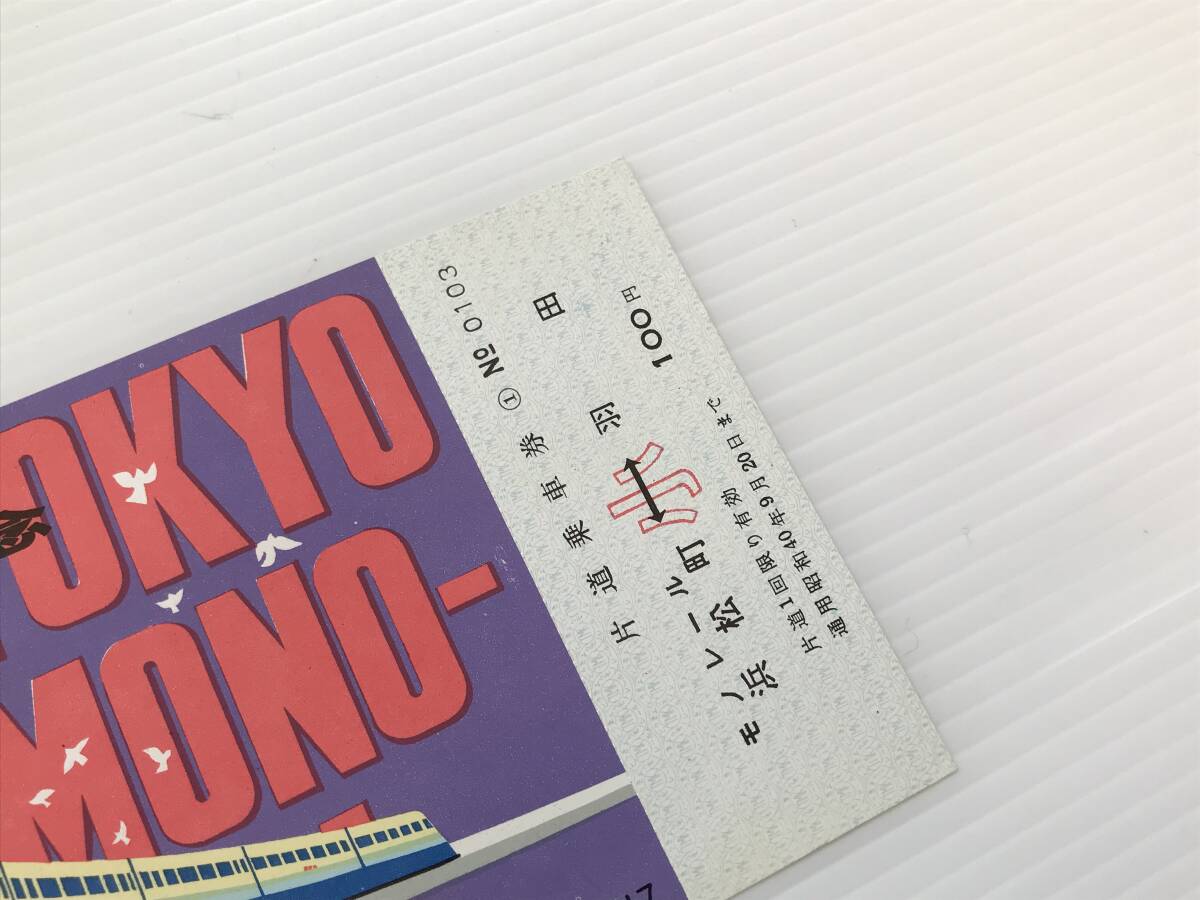 TOKYO
MONO-
片道乗車券 ① № 0103
モノレール
浜松町 羽田
小
100円
片道1回限り有効
通用昭和40年9月20日まで